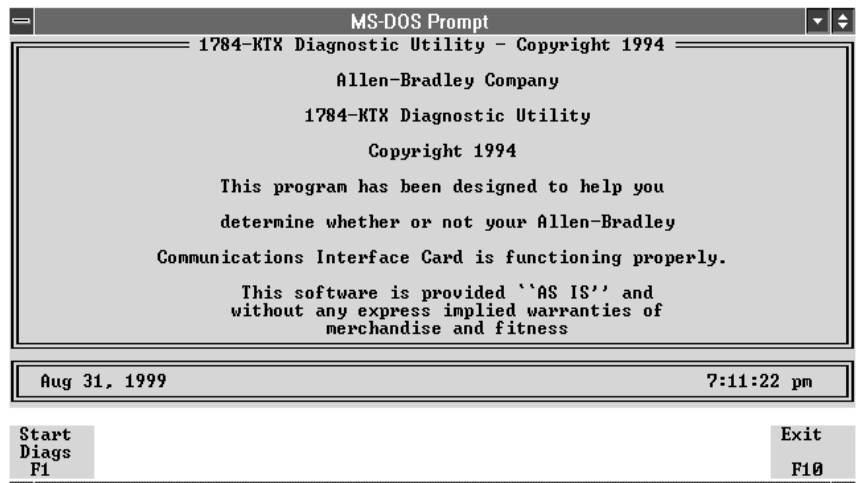 MS-DOS Prompt
1784-KTX Diagnostic Utility - Copyright 1994
Allen-Bradley Company
1784-KTX Diagnostic Utility
Copyright 1994
This program has been designed to help you
determine whether or not your Allen-Bradley
Communications Interface Card is functioning properly.
This software is provided ``AS IS'' and
without any express implied warranties of
merchandise and fitness
Aug 31, 1999 7:11:22 pm
Start Exit
Diags
F1 F10